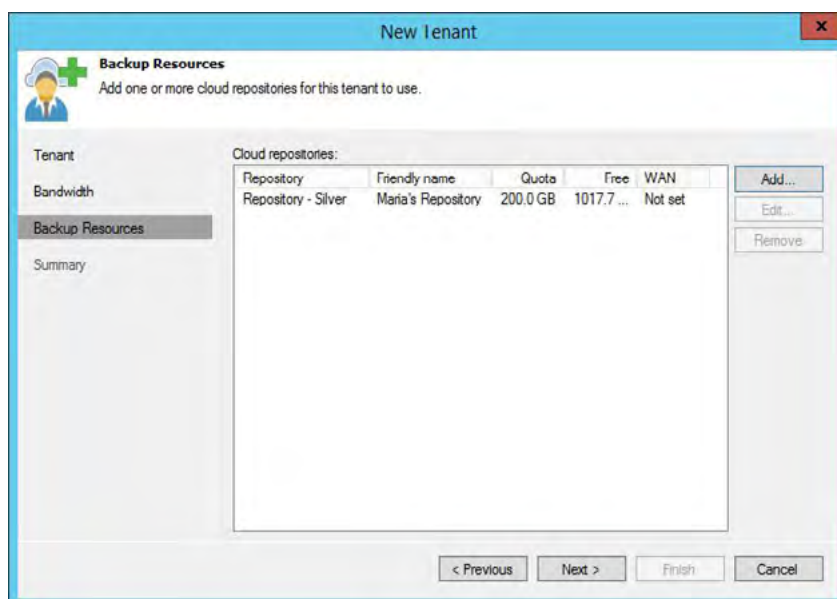 New Tenant
x
Backup Resources
Add one or more cloud repositories for this tenant to use.
Tenant
Bandwidth
Backup Resources
Summary
Cloud repositories:
Repository Friendly name Quota Free WAN
Repository - Silver Maria's Repository 200.0 GB 1017.7 ... Not set
Add...
Edit...
Remove
< Previous Next > Finish Cancel